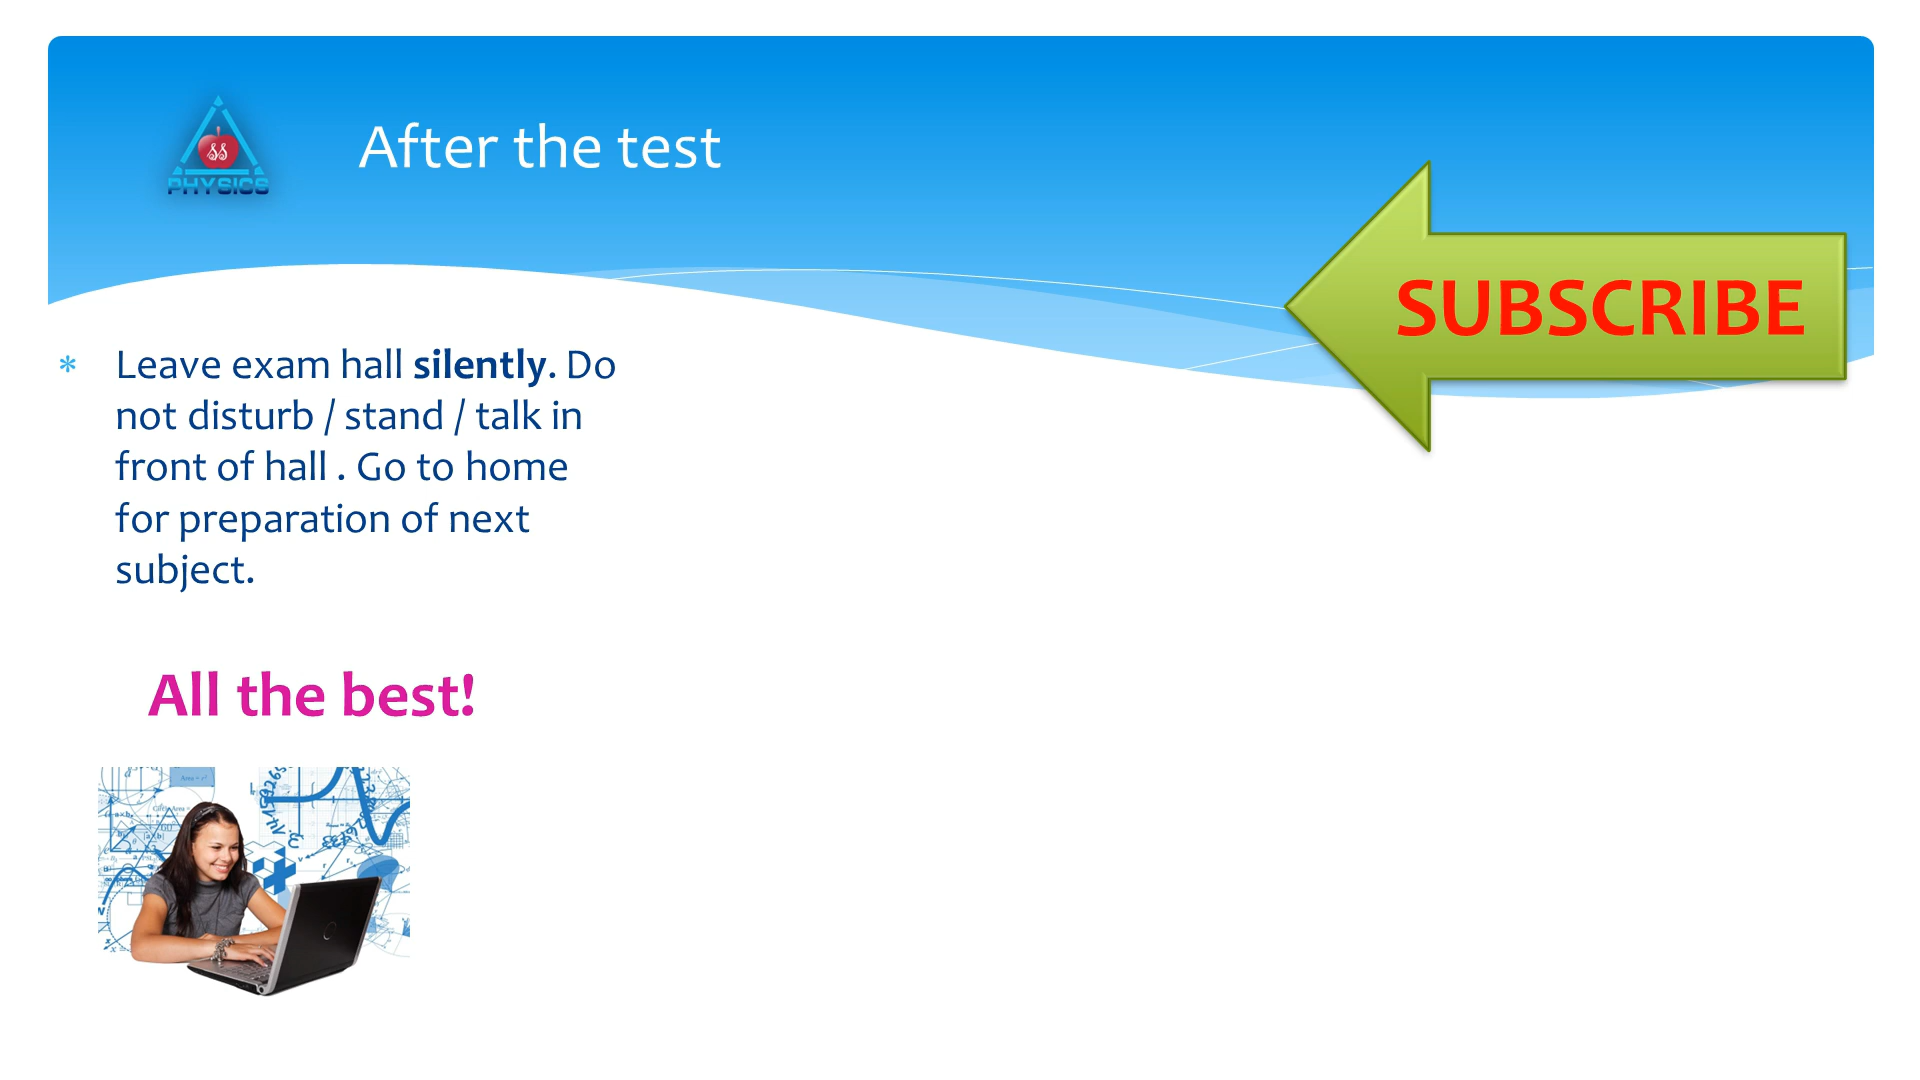 After the test
PHYSICS
SUBSCRIBE
Leave exam hall silently. Do
not disturb / stand / talk in
front of hall . Go to home
for preparation of next
subject.
All the best!